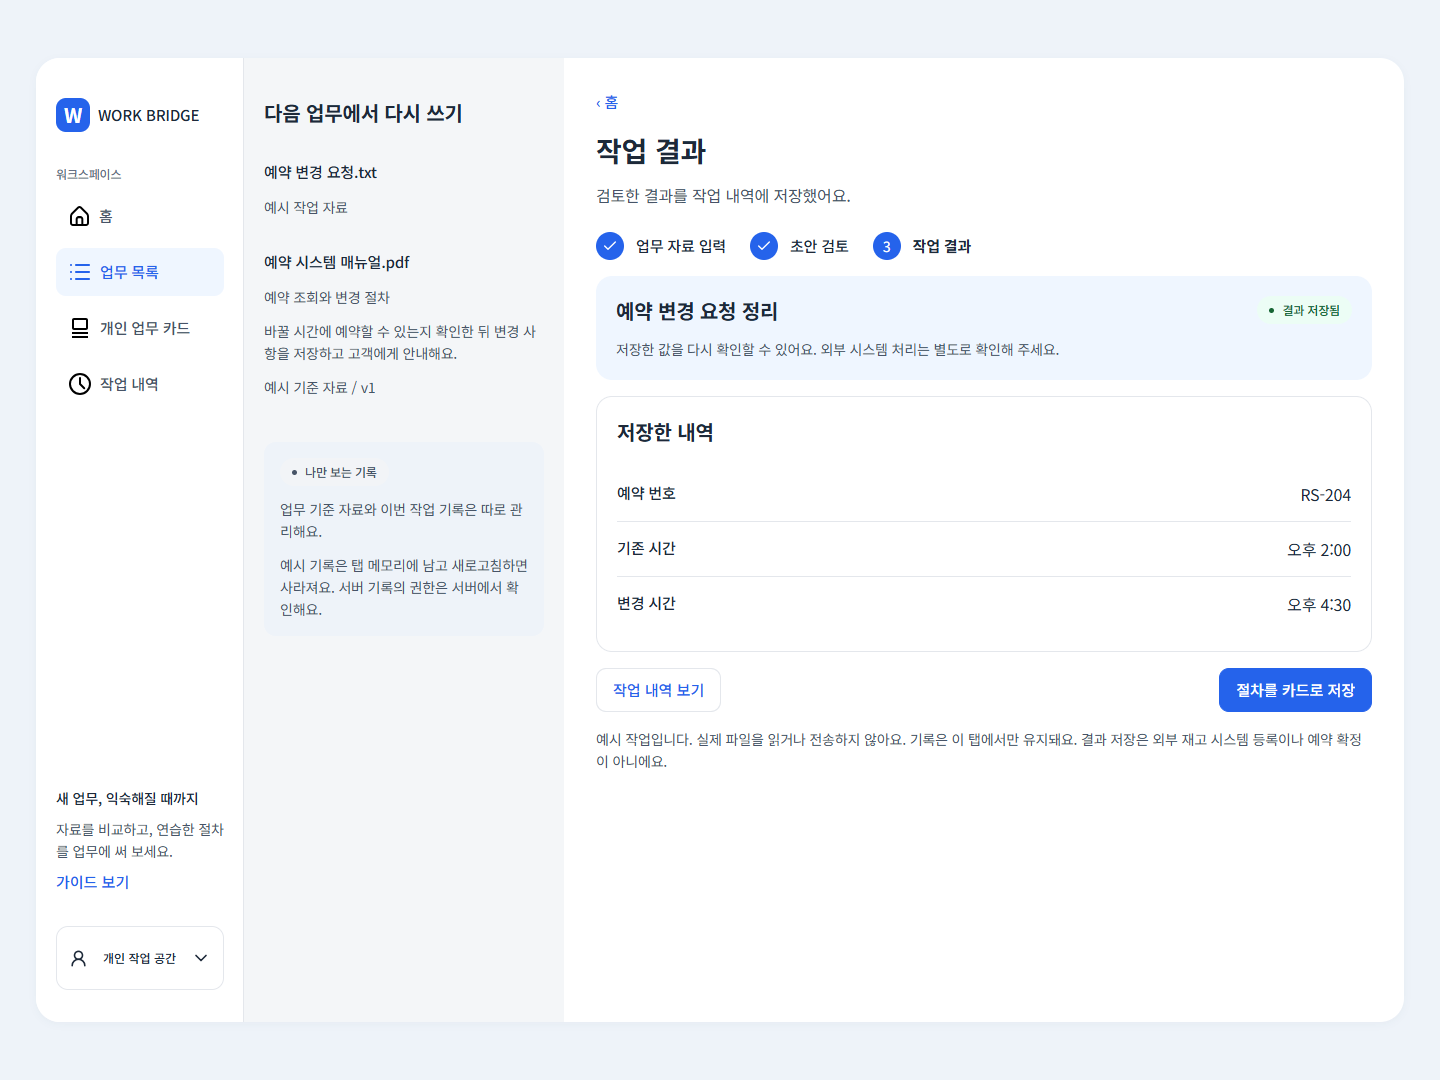 W WORK BRIDGE
워크스페이스
홈
업무 목록
개인 업무 카드
작업 내역
새 업무, 익숙해질 때까지
자료를 비교하고, 연습한 절차
를 업무에 써 보세요.
가이드 보기
개인 작업 공간
다음 업무에서 다시 쓰기
예약 변경 요청.txt
예시 작업 자료
예약 시스템 매뉴얼.pdf
예약 조회와 변경 절차
바꿀 시간에 예약할 수 있는지 확인한 뒤 변경 사
항을 저장하고 고객에게 안내해요.
예시 기준 자료 / v1
나만 보는 기록
업무 기준 자료와 이번 작업 기록은 따로 관
리해요.
예시 기록은 탭 메모리에 남고 새로고침하면
사라져요. 서버 기록의 권한은 서버에서 확
인해요.
‹ 홈
작업 결과
검토한 결과를 작업 내역에 저장했어요.
업무 자료 입력 초안 검토 3 작업 결과
예약 변경 요청 정리
결과 저장됨
저장한 값을 다시 확인할 수 있어요. 외부 시스템 처리는 별도로 확인해 주세요.
저장한 내역
예약 번호 RS-204
기존 시간 오후 2:00
변경 시간 오후 4:30
작업 내역 보기
절차를 카드로 저장
예시 작업입니다. 실제 파일을 읽거나 전송하지 않아요. 기록은 이 탭에서만 유지돼요. 결과 저장은 외부 재고 시스템 등록이나 예약 확정
이 아니에요.